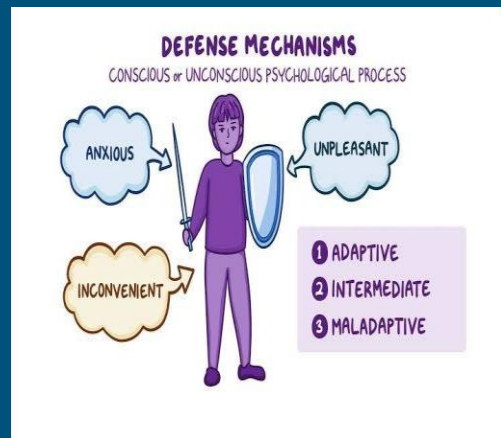 DEFENSE MECHANISMS
CONSCIOUS or UNCONSCIOUS PSYCHOLOGICAL PROCESS
ANXIOUS
UNPLEASANT
INCONVENIENT
1 ADAPTIVE
2 INTERMEDIATE
3 MALADAPTIVE